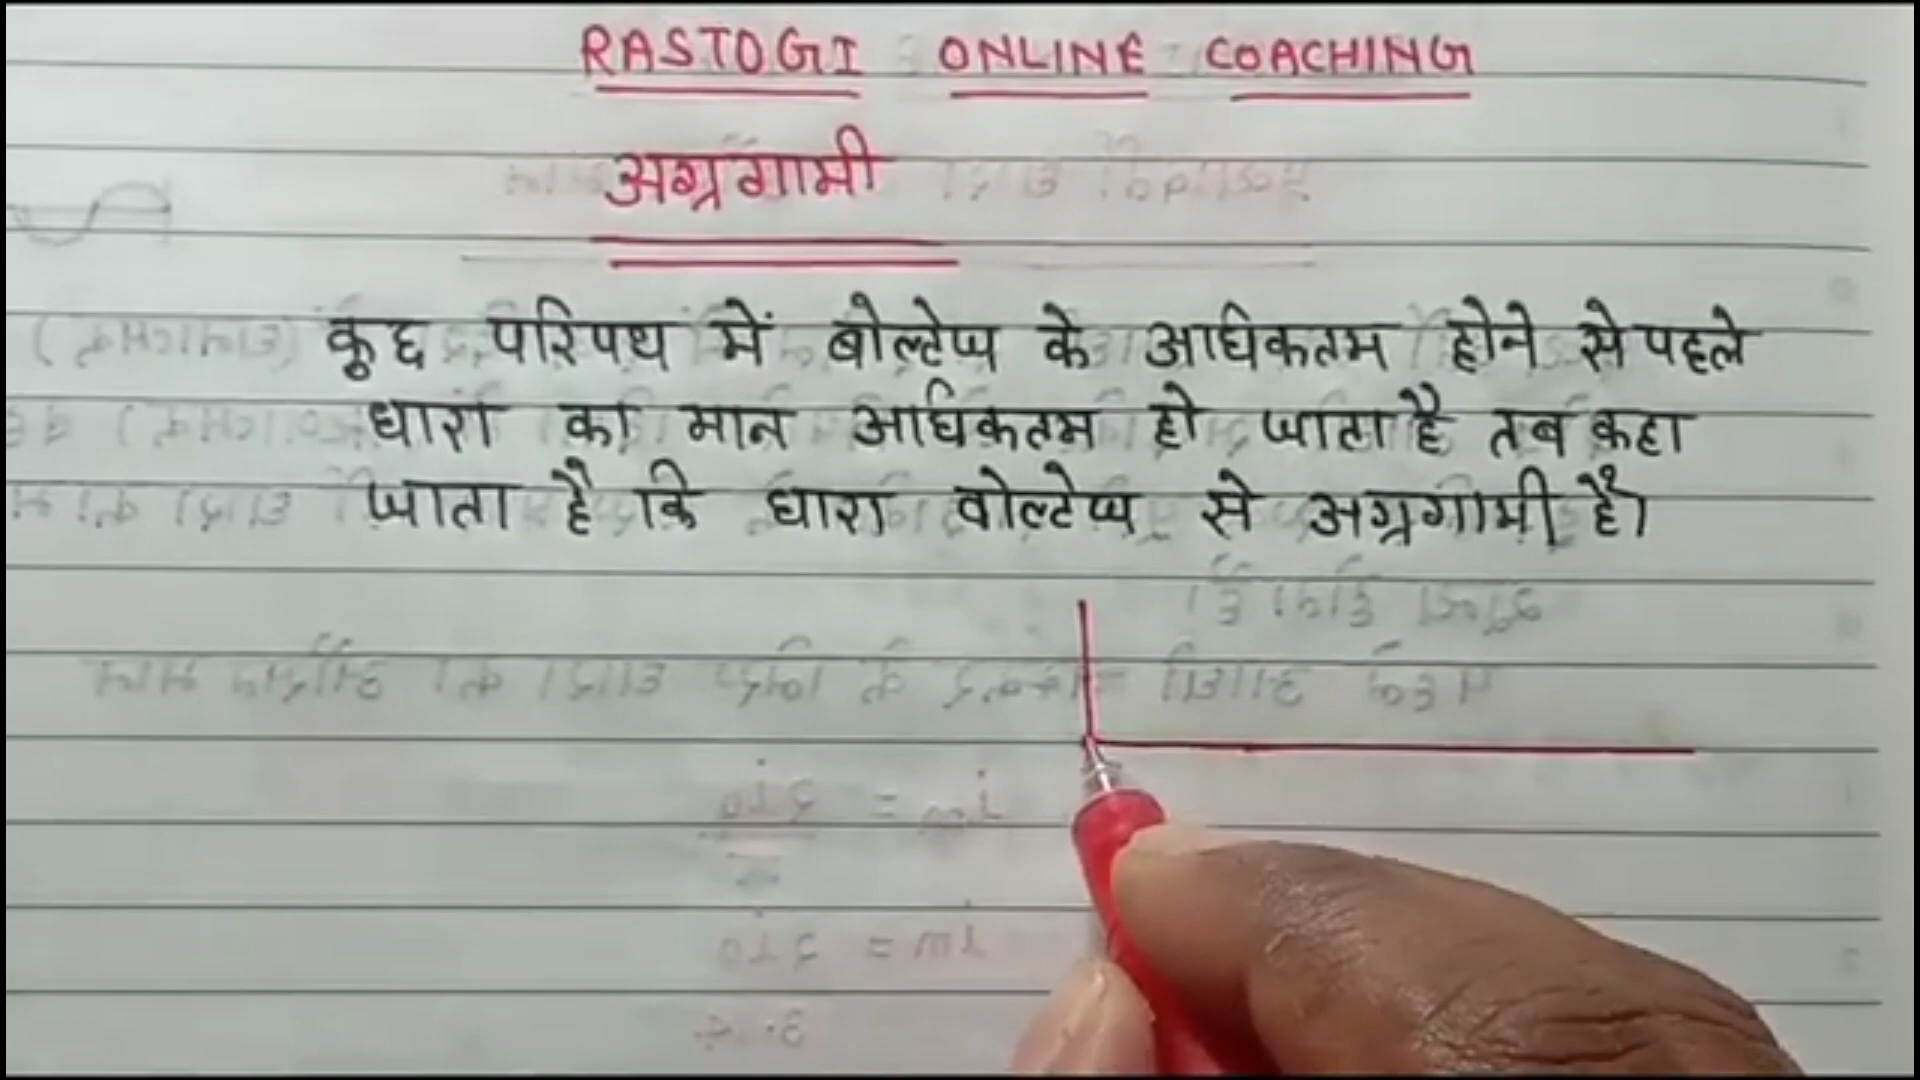 RASTOGI ONLINE COACHING
अग्रगामी
कुछ परिपथ में बोल्टेज के अधिकतम होने से पहले
धारा का मान अधिकतम हो जाता है तब कहा
जाता है कि धारा वोल्टेज से अग्रगामी है।